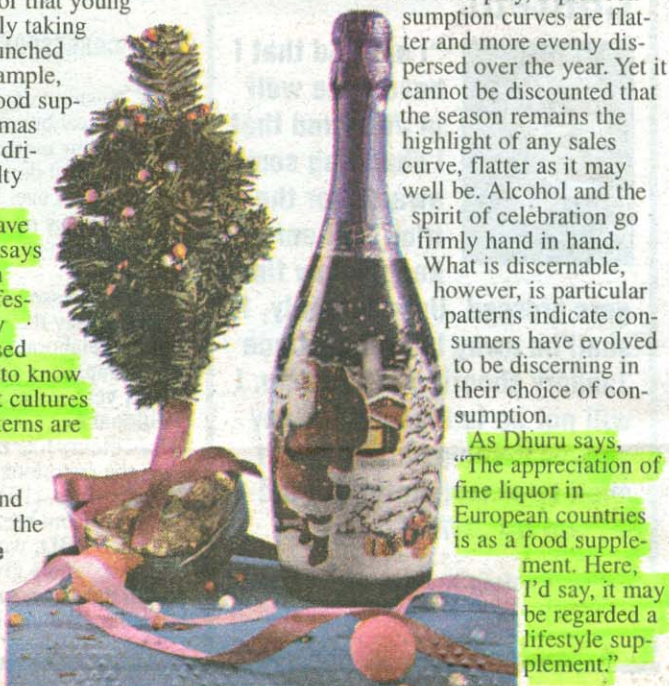 of that young
ly taking
unched
ample,
ood sup-
mas
dri-
lty
ave
says
fes-
y
sed
to know
t cultures
terns are
nd
the
e
sumption curves are flat-
ter and more evenly dis-
persed over the year. Yet it
cannot be discounted that
the season remains the
highlight of any sales
curve, flatter as it may
well be. Alcohol and the
spirit of celebration go
firmly hand in hand.
What is discernable,
however, is particular
patterns indicate con-
sumers have evolved
to be discerning in
their choice of con-
sumption.
As Dhuru says,
“The appreciation of
fine liquor in
European countries
is as a food supple-
ment. Here,
I’d say, it may
be regarded a
lifestyle sup-
plement.”